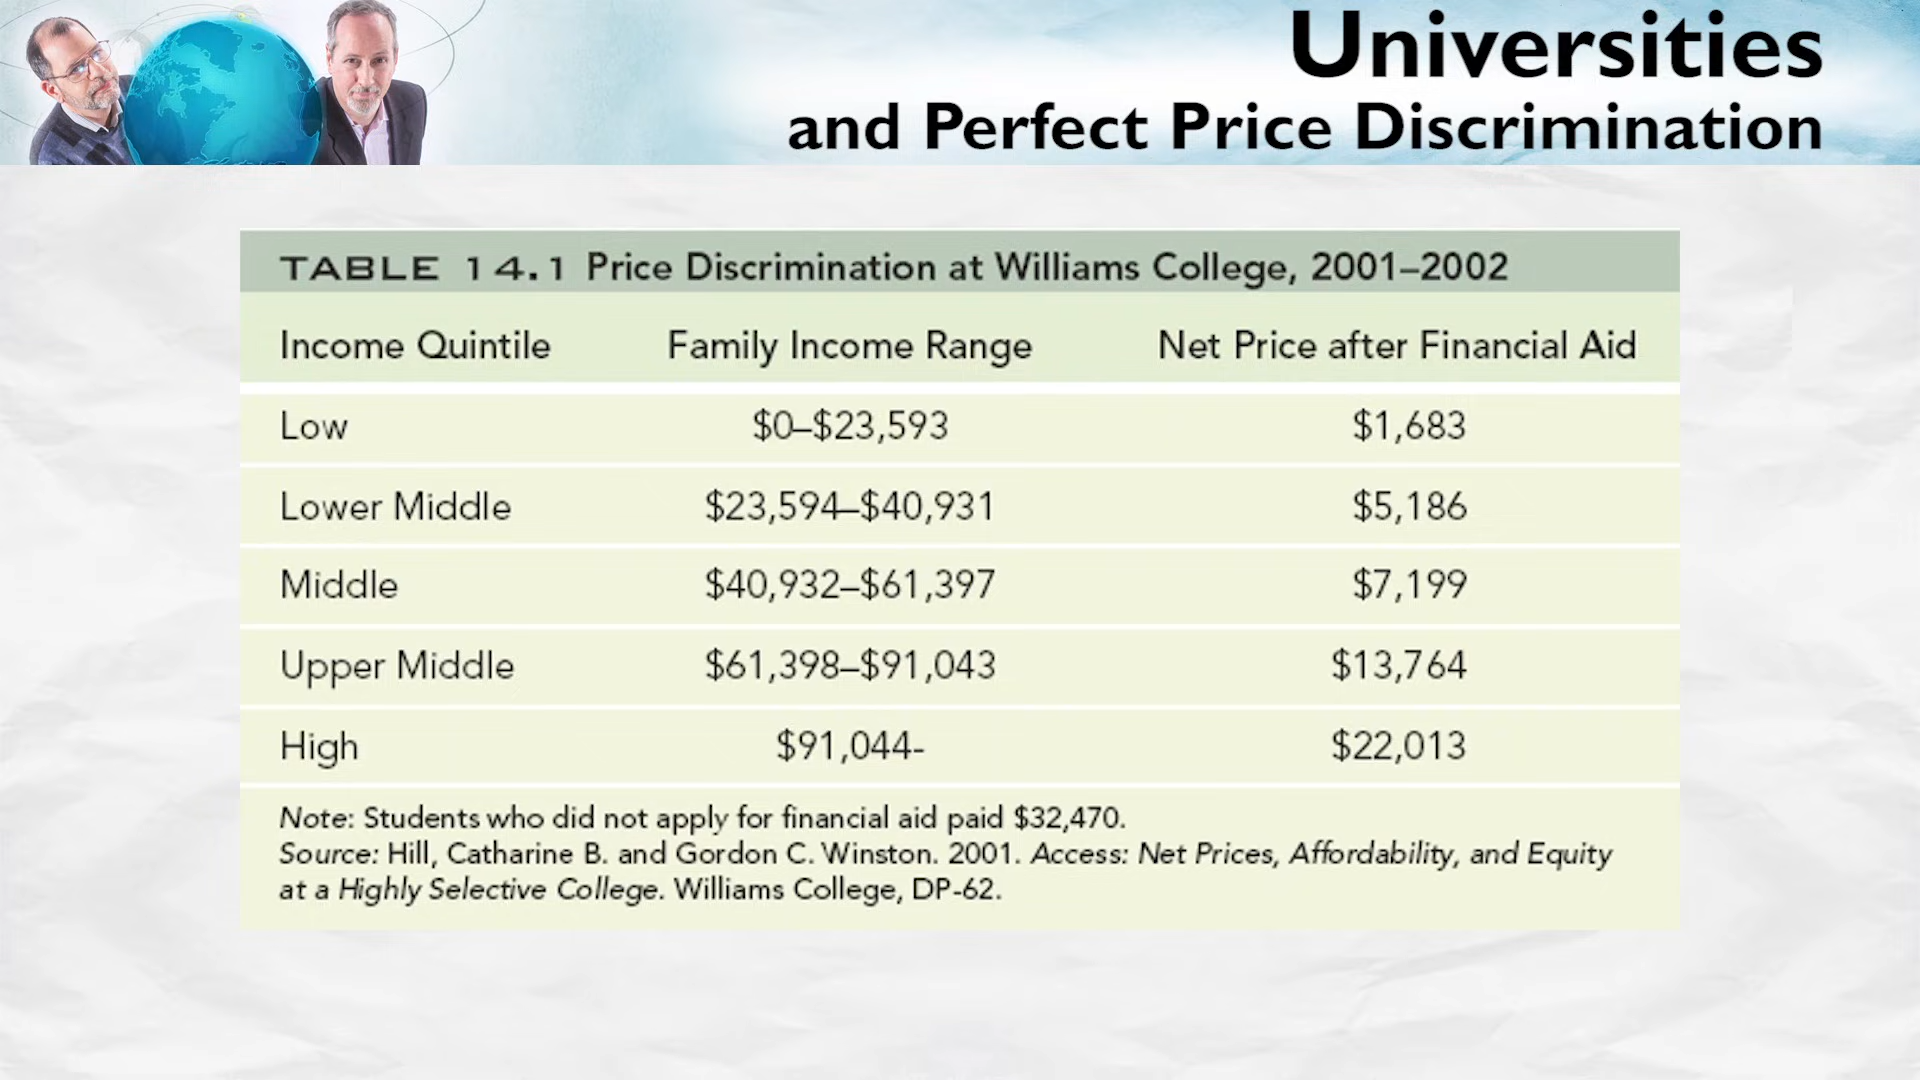 Universities
and Perfect Price Discrimination
TABLE 14.1 Price Discrimination at Williams College, 2001–2002
Income Quintile Family Income Range Net Price after Financial Aid
Low $0–$23,593 $1,683
Lower Middle $23,594–$40,931 $5,186
Middle $40,932–$61,397 $7,199
Upper Middle $61,398–$91,043 $13,764
High $91,044- $22,013
Note: Students who did not apply for financial aid paid $32,470.
Source: Hill, Catharine B. and Gordon C. Winston. 2001. Access: Net Prices, Affordability, and Equity
at a Highly Selective College. Williams College, DP-62.